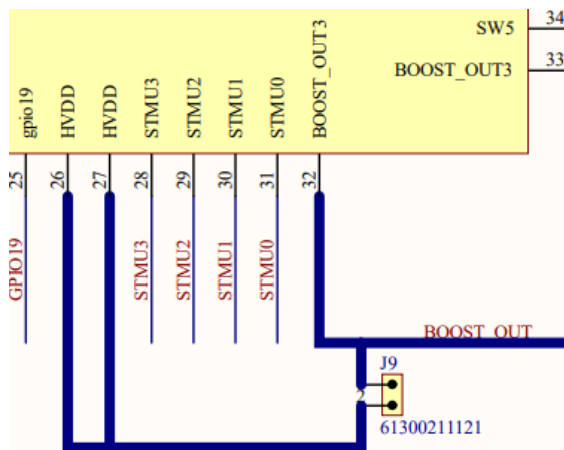 SW5
34
BOOST_OUT3
33
gpio19
HVDD
HVDD
STMU3
STMU2
STMU1
STMU0
BOOST_OUT3
25
26
27
28
29
30
31
32
GPIO19
STMU3
STMU2
STMU1
STMU0
BOOST_OUT
J9
2
61300211121